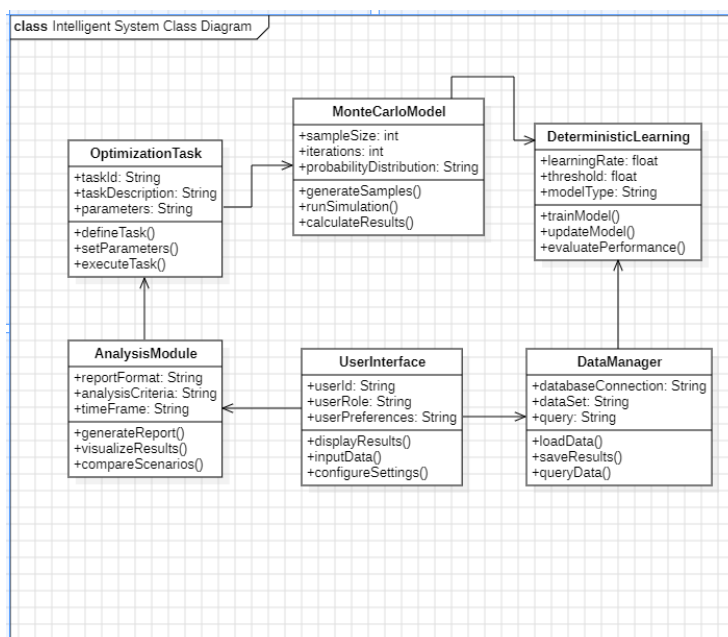 class Intelligent System Class Diagram
MonteCarloModel
+sampleSize: int
+iterations: int
+probabilityDistribution: String
+generateSamples()
+runSimulation()
+calculateResults()
DeterministicLearning
+learningRate: float
+threshold: float
+modelType: String
+trainModel()
+updateModel()
+evaluatePerformance()
OptimizationTask
+taskId: String
+taskDescription: String
+parameters: String
+defineTask()
+setParameters()
+executeTask()
AnalysisModule
+reportFormat: String
+analysisCriteria: String
+timeFrame: String
+generateReport()
+visualizeResults()
+compareScenarios()
UserInterface
+userId: String
+userRole: String
+userPreferences: String
+displayResults()
+inputData()
+configureSettings()
DataManager
+databaseConnection: String
+dataSet: String
+query: String
+loadData()
+saveResults()
+queryData()